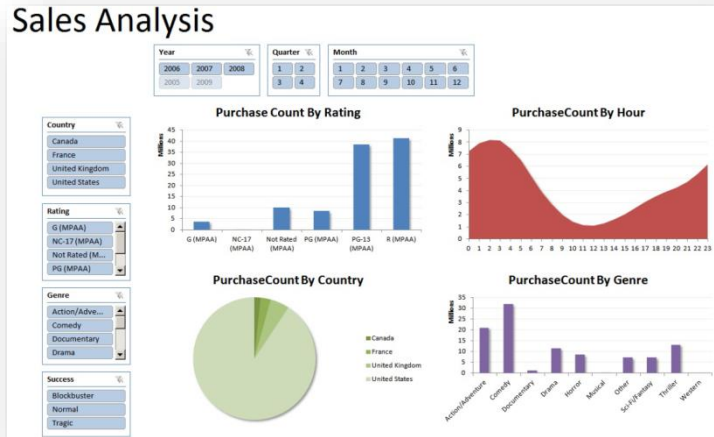 Sales Analysis
Year
2006 2007 2008
2005 2009
Quarter
1 2
3 4
Month
1 2 3 4 5 6
7 8 9 10 11 12
Country
Canada
France
United Kingdom
United States
Rating
G (MPAA)
NC-17 (MPAA)
Not Rated (M...
PG (MPAA)
Genre
Action/Adve...
Comedy
Documentary
Drama
Success
Blockbuster
Normal
Tragic
Purchase Count By Rating
Millions
45
40
35
30
25
20
15
10
5
0
G (MPAA) NC-17 (MPAA) Not Rated (MPAA) PG (MPAA) PG-13 (MPAA) R (MPAA)
PurchaseCount By Hour
Millions
9
8
7
6
5
4
3
2
1
0
0 1 2 3 4 5 6 7 8 9 10 11 12 13 14 15 16 17 18 19 20 21 22 23
PurchaseCount By Country
Canada
France
United Kingdom
United States
PurchaseCount By Genre
Millions
35
30
25
20
15
10
5
0
Action/Adventure Comedy Documentary Drama Horror Musical Other Sci-Fi/Fantasy Thriller Western